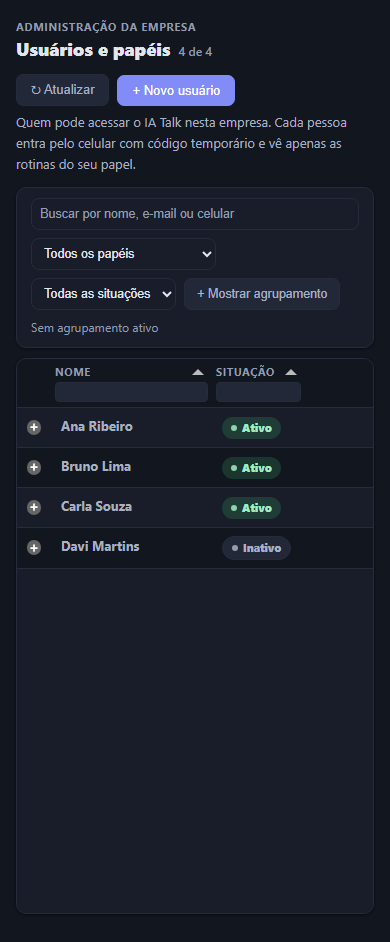 ADMINISTRAÇÃO DA EMPRESA
Usuários e papéis 4 de 4
↻ Atualizar + Novo usuário
Quem pode acessar o IA Talk nesta empresa. Cada pessoa
entra pelo celular com código temporário e vê apenas as
rotinas do seu papel.
Buscar por nome, e-mail ou celular
Todos os papéis
Todas as situações + Mostrar agrupamento
Sem agrupamento ativo
NOME SITUAÇÃO
Ana Ribeiro Ativo
Bruno Lima Ativo
Carla Souza Ativo
Davi Martins Inativo